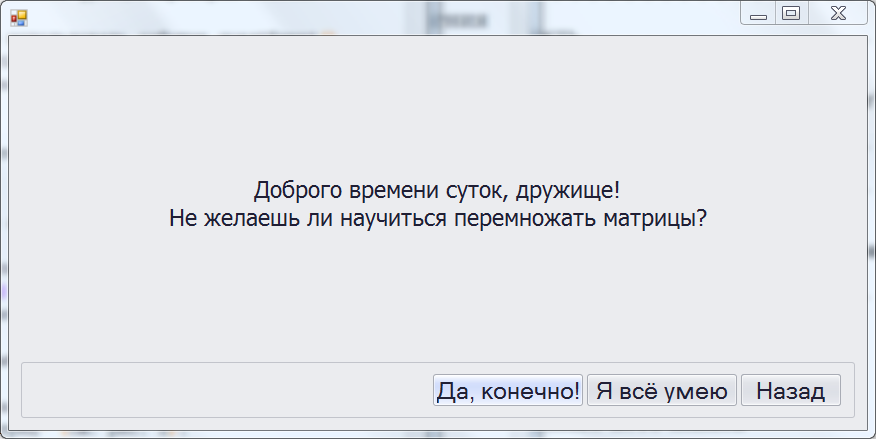 Доброго времени суток, дружище!
Не желаешь ли научиться перемножать матрицы?
Да, конечно!
Я всё умею
Назад